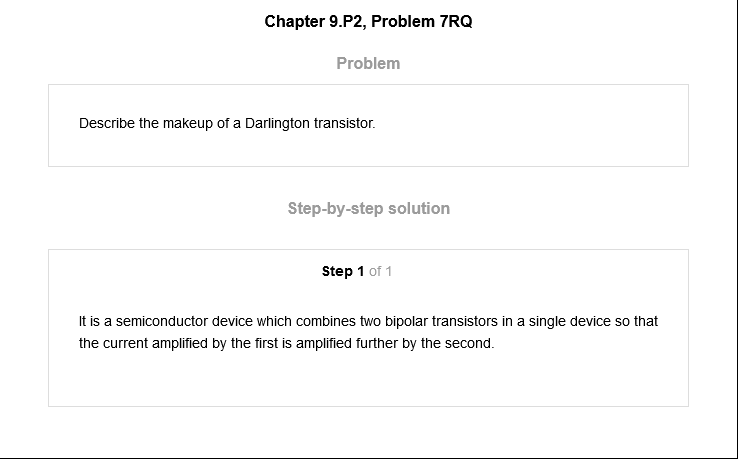 Chapter 9.P2, Problem 7RQ
Problem
Describe the makeup of a Darlington transistor.
Step-by-step solution
Step 1 of 1
It is a semiconductor device which combines two bipolar transistors in a single device so that
the current amplified by the first is amplified further by the second.